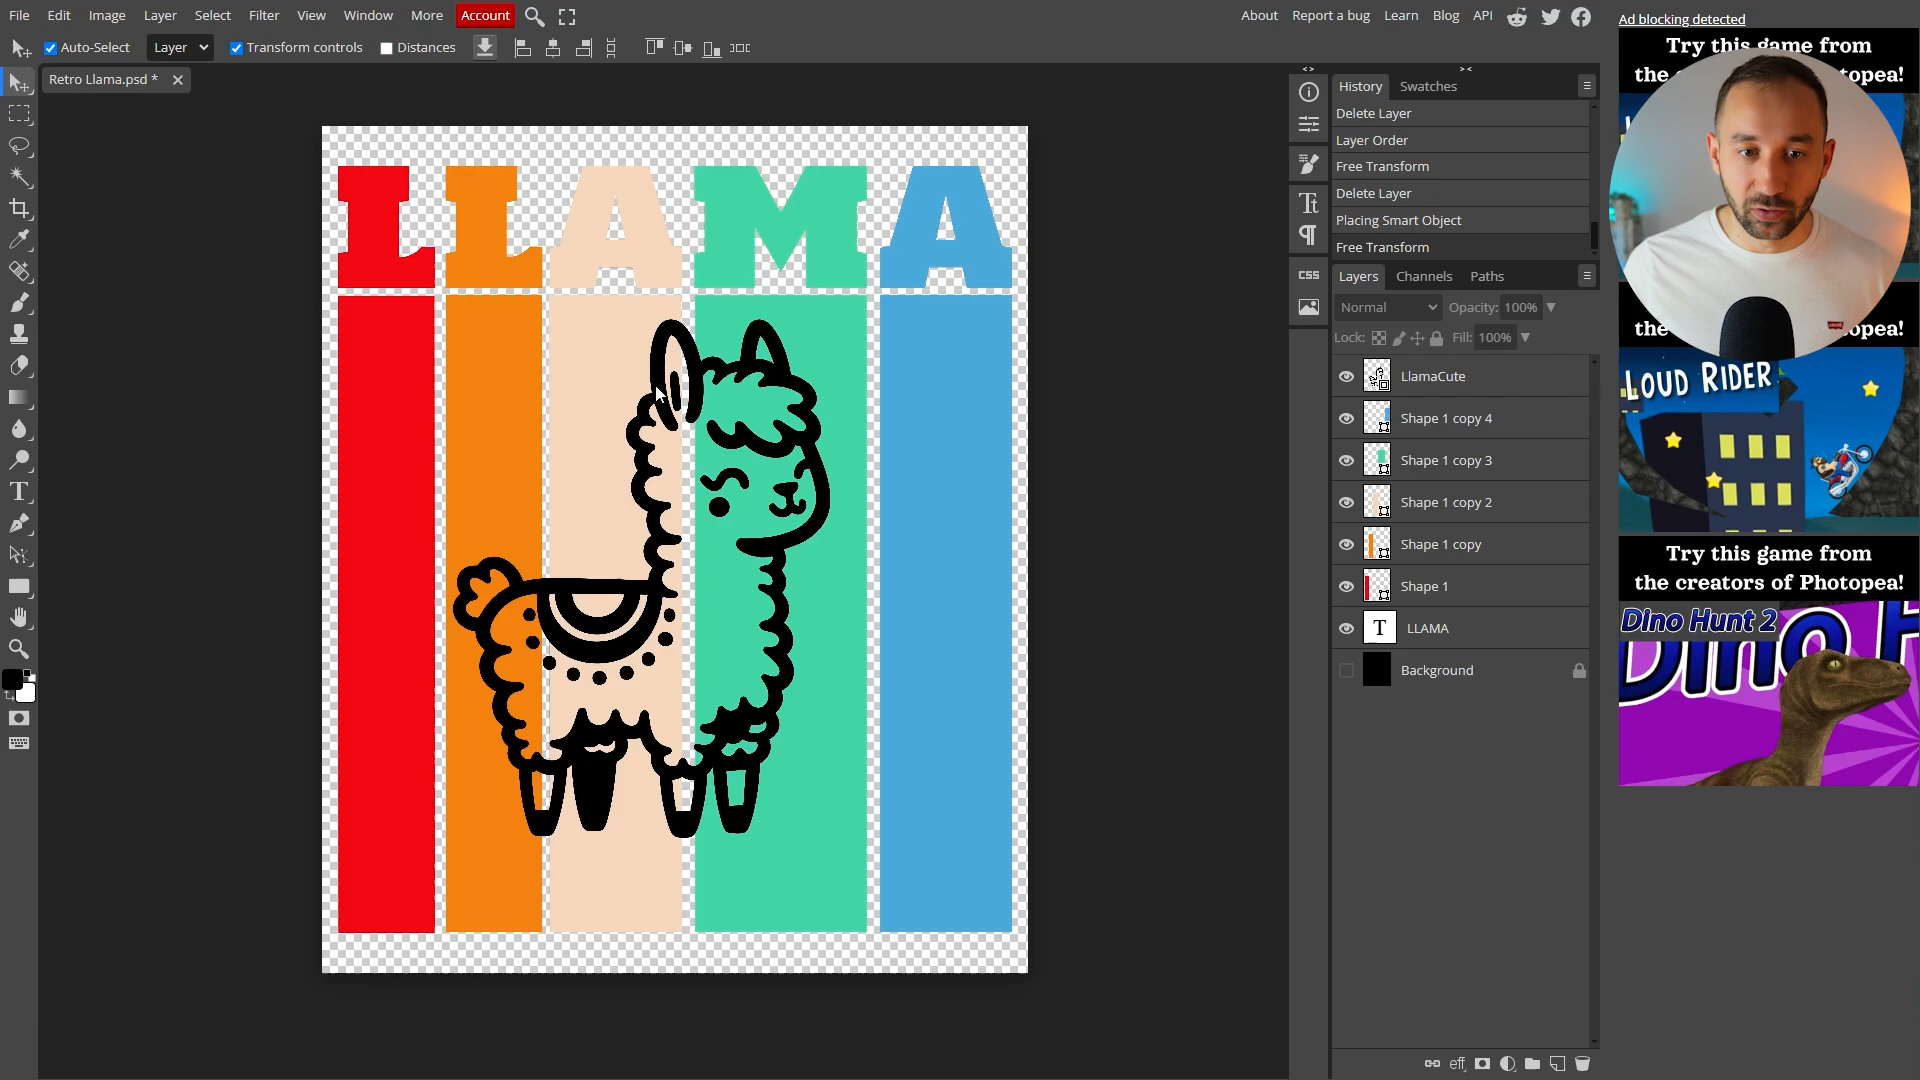 File Edit Image Layer Select Filter View Window More Account
About Report a bug Learn Blog API
Ad blocking detected
Auto-Select Layer Transform controls Distances
Retro Llama.psd *
LLAMA
History Swatches
Delete Layer
Layer Order
Free Transform
Delete Layer
Placing Smart Object
Free Transform
Layers Channels Paths
Normal Opacity: 100%
Lock: Fill: 100%
LlamaCute
Shape 1 copy 4
Shape 1 copy 3
Shape 1 copy 2
Shape 1 copy
Shape 1
LLAMA
Background
CSS
Try this game from
the Photopea!
the opea!
LOUD RIDER
Try this game from
the creators of Photopea!
Dino Hunt 2